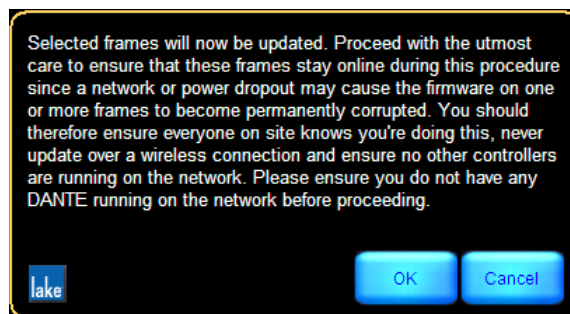 Selected frames will now be updated. Proceed with the utmost
care to ensure that these frames stay online during this procedure
since a network or power dropout may cause the firmware on one
or more frames to become permanently corrupted. You should
therefore ensure everyone on site knows you're doing this, never
update over a wireless connection and ensure no other controllers
are running on the network. Please ensure you do not have any
DANTE running on the network before proceeding.
lake OK Cancel